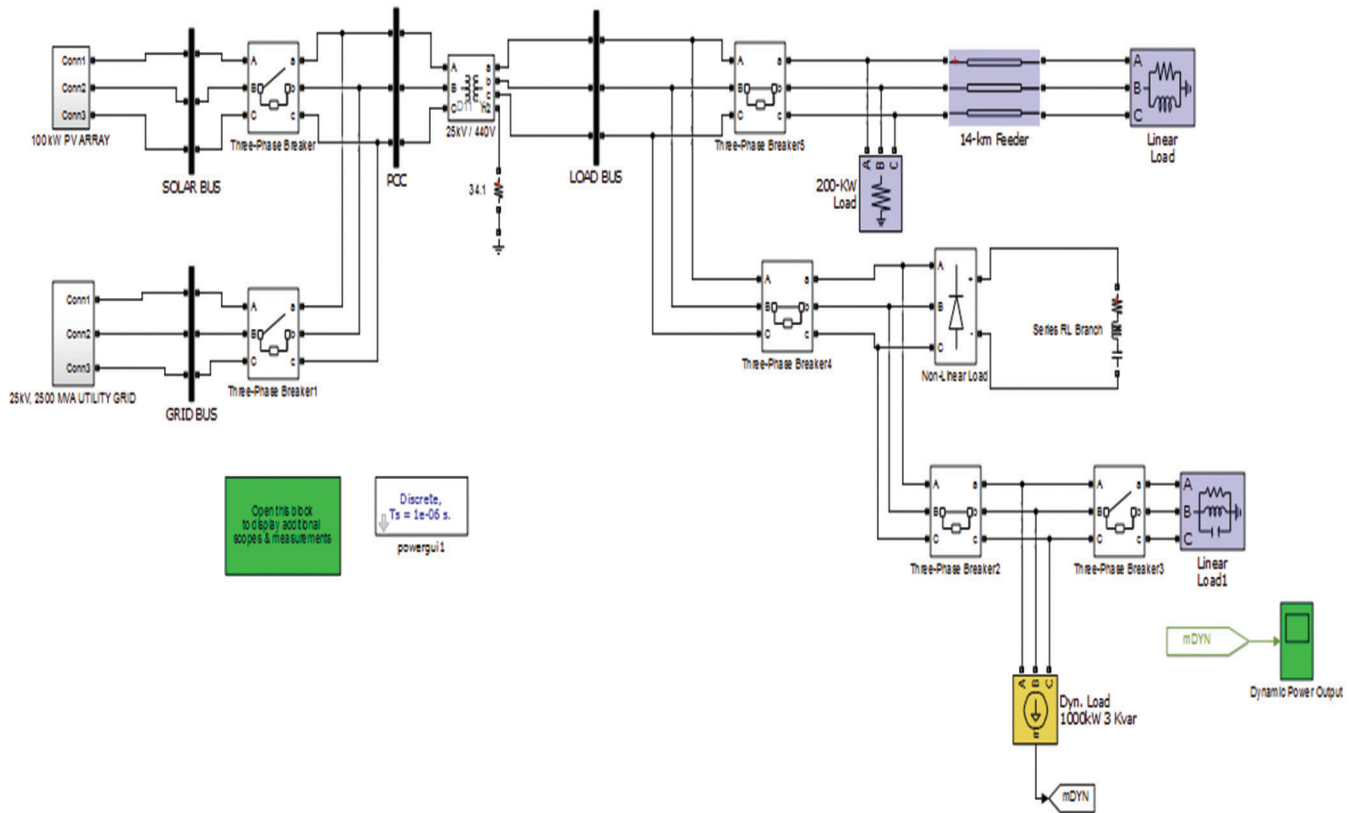 Conn1
Conn2
Conn3
100kW PV ARRAY
SOLAR BUS
A
B
C
a
b
c
Three-Phase Breaker
PCC
A
B
C
a
b
c
n2
25kV / 440V
34.1
LOAD BUS
A
B
C
a
b
c
Three-Phase Breaker5
A
B
C
200-KW
Load
14-km Feeder
A
B
C
Linear
Load
Conn1
Conn2
Conn3
25kV, 2500 MVA UTILITY GRID
GRID BUS
A
B
C
a
b
c
Three-Phase Breaker1
A
B
C
a
b
c
Three-Phase Breaker4
A
B
C
+
-
Non-Linear Load
Series RL Branch
Open this block
to display additional
scopes & measurements
Discrete,
Ts = 1e-06 s.
powergui1
A
B
C
a
b
c
Three-Phase Breaker2
A
B
C
a
b
c
Three-Phase Breaker3
A
B
C
Linear
Load1
mDYN
Dynamic Power Output
A
B
C
m
Dyn. Load
1000kW 3 Kvar
mDYN